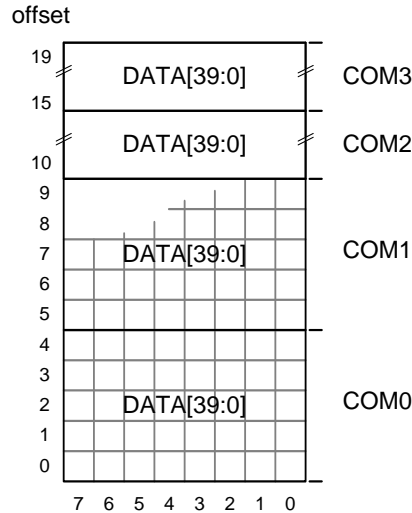 offset
19
DATA[39:0] COM3
15
DATA[39:0] COM2
10
9
8
7 DATA[39:0] COM1
6
5
4
3
2 DATA[39:0] COM0
1
0
7 6 5 4 3 2 1 0